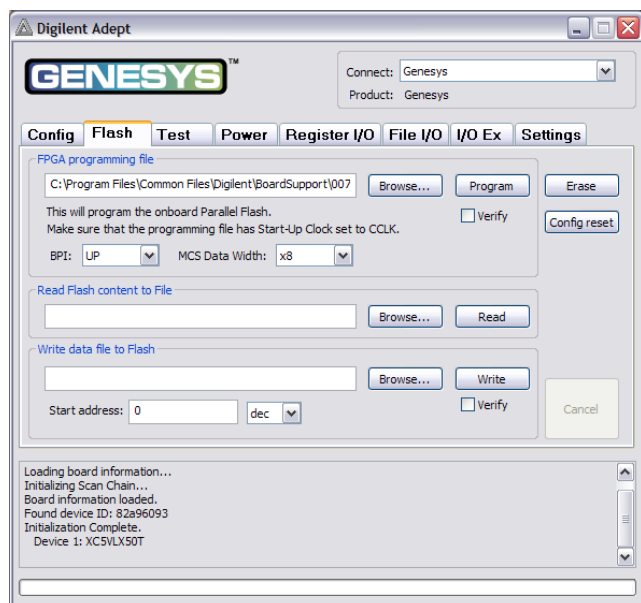 Digilent Adept
GENESYS™
Connect: Genesys
Product: Genesys
Config Flash Test Power Register I/O File I/O I/O Ex Settings
FPGA programming file
C:\Program Files\Common Files\Digilent\BoardSupport\007 Browse... Program Erase
This will program the onboard Parallel Flash.
Make sure that the programming file has Start-Up Clock set to CCLK.
Verify Config reset
BPI: UP MCS Data Width: x8
Read Flash content to File
Browse... Read
Write data file to Flash
Browse... Write
Start address: 0 dec Verify Cancel
Loading board information...
Initializing Scan Chain...
Board information loaded.
Found device ID: 82a96093
Initialization Complete.
Device 1: XC5VLX50T